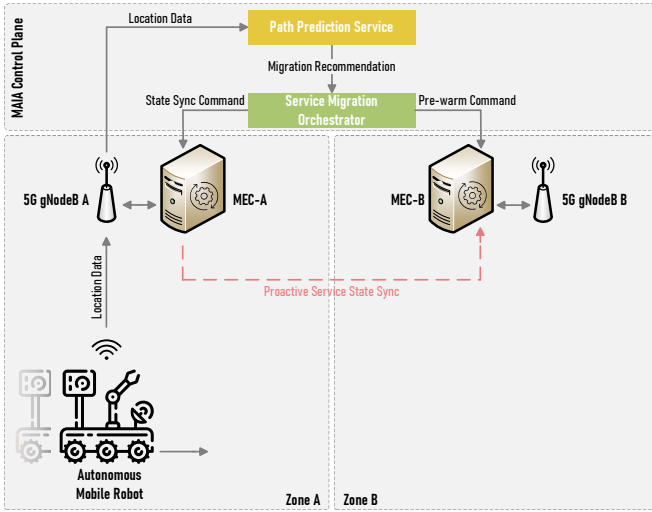 MAIA Control Plane
Location Data
Path Prediction Service
Migration Recommendation
State Sync Command
Service Migration
Orchestrator
Pre-warm Command
5G gNodeB A
MEC-A
MEC-B
5G gNodeB B
Location Data
Proactive Service State Sync
Autonomous
Mobile Robot
Zone A
Zone B